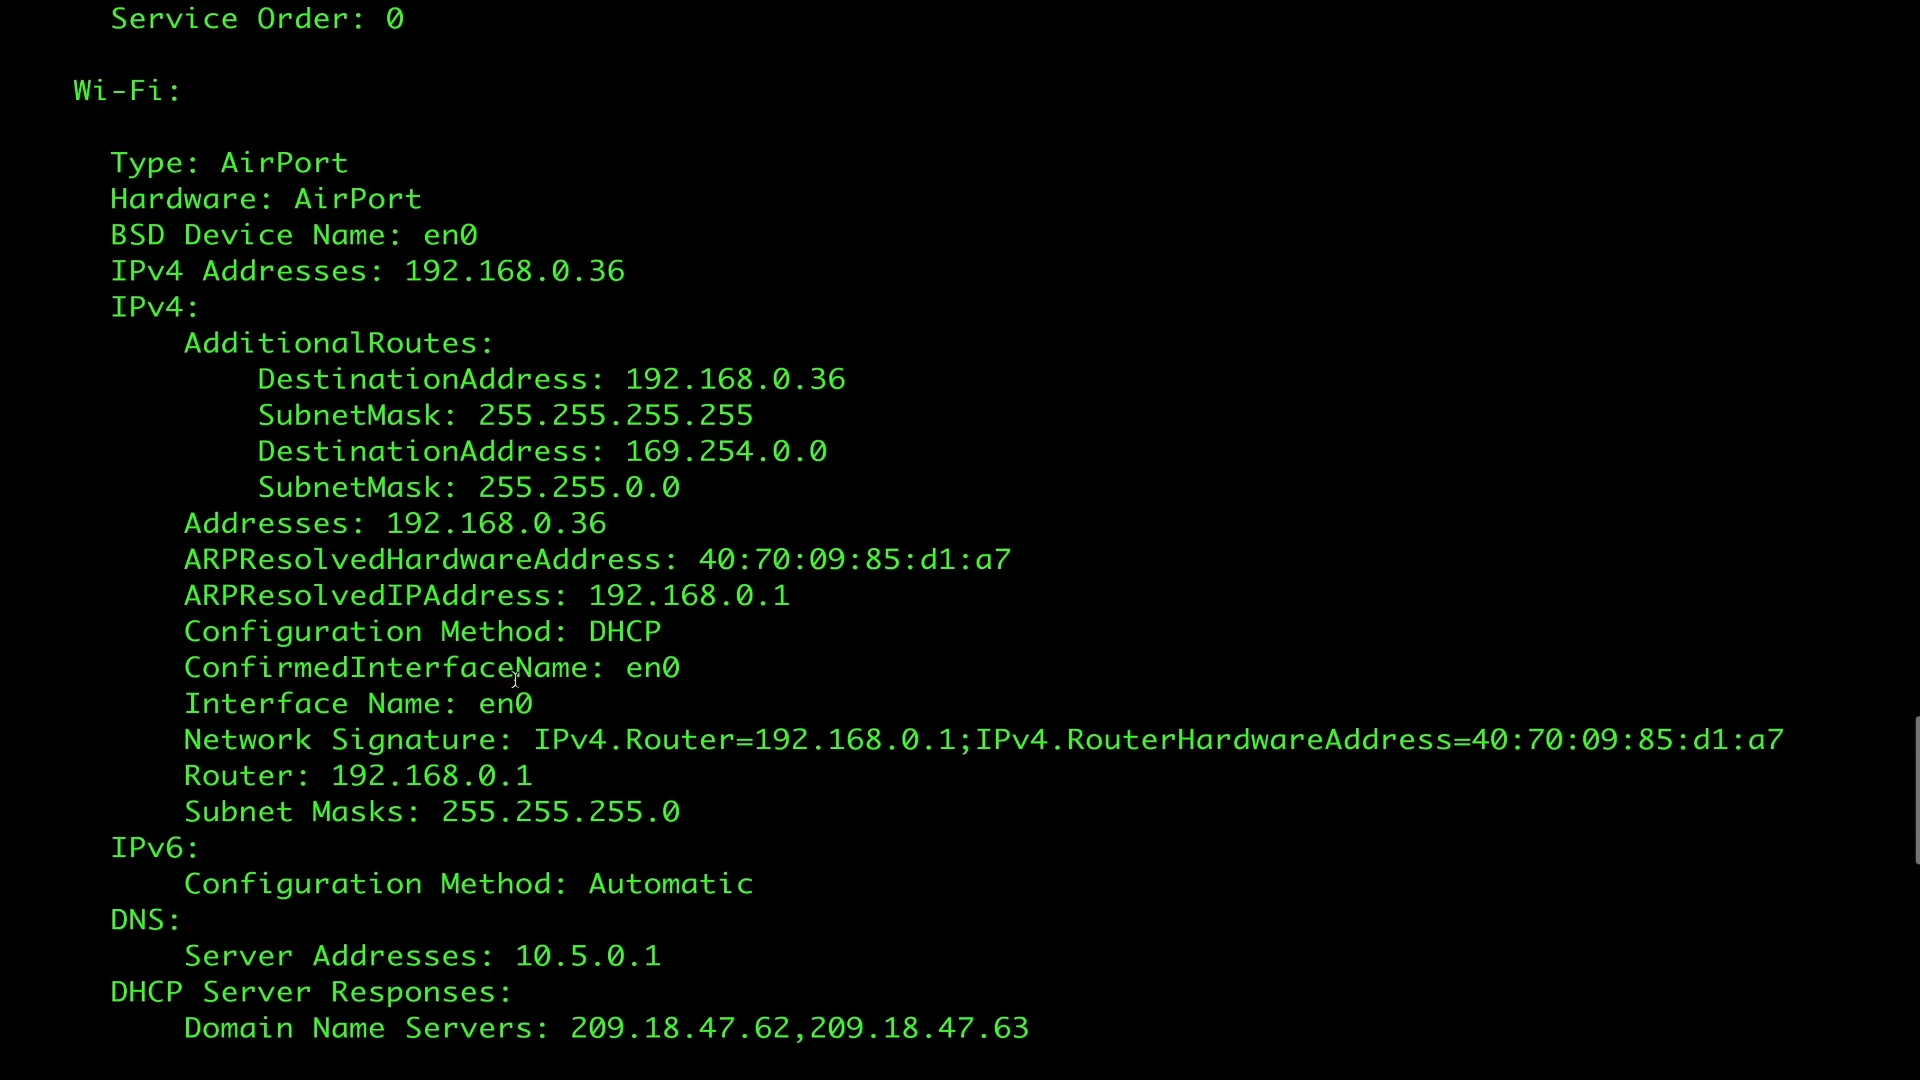 Service Order: 0
Wi-Fi:
Type: AirPort
Hardware: AirPort
BSD Device Name: en0
IPv4 Addresses: 192.168.0.36
IPv4:
AdditionalRoutes:
DestinationAddress: 192.168.0.36
SubnetMask: 255.255.255.255
DestinationAddress: 169.254.0.0
SubnetMask: 255.255.0.0
Addresses: 192.168.0.36
ARPResolvedHardwareAddress: 40:70:09:85:d1:a7
ARPResolvedIPAddress: 192.168.0.1
Configuration Method: DHCP
ConfirmedInterfaceName: en0
Interface Name: en0
Network Signature: IPv4.Router=192.168.0.1;IPv4.RouterHardwareAddress=40:70:09:85:d1:a7
Router: 192.168.0.1
Subnet Masks: 255.255.255.0
IPv6:
Configuration Method: Automatic
DNS:
Server Addresses: 10.5.0.1
DHCP Server Responses:
Domain Name Servers: 209.18.47.62,209.18.47.63